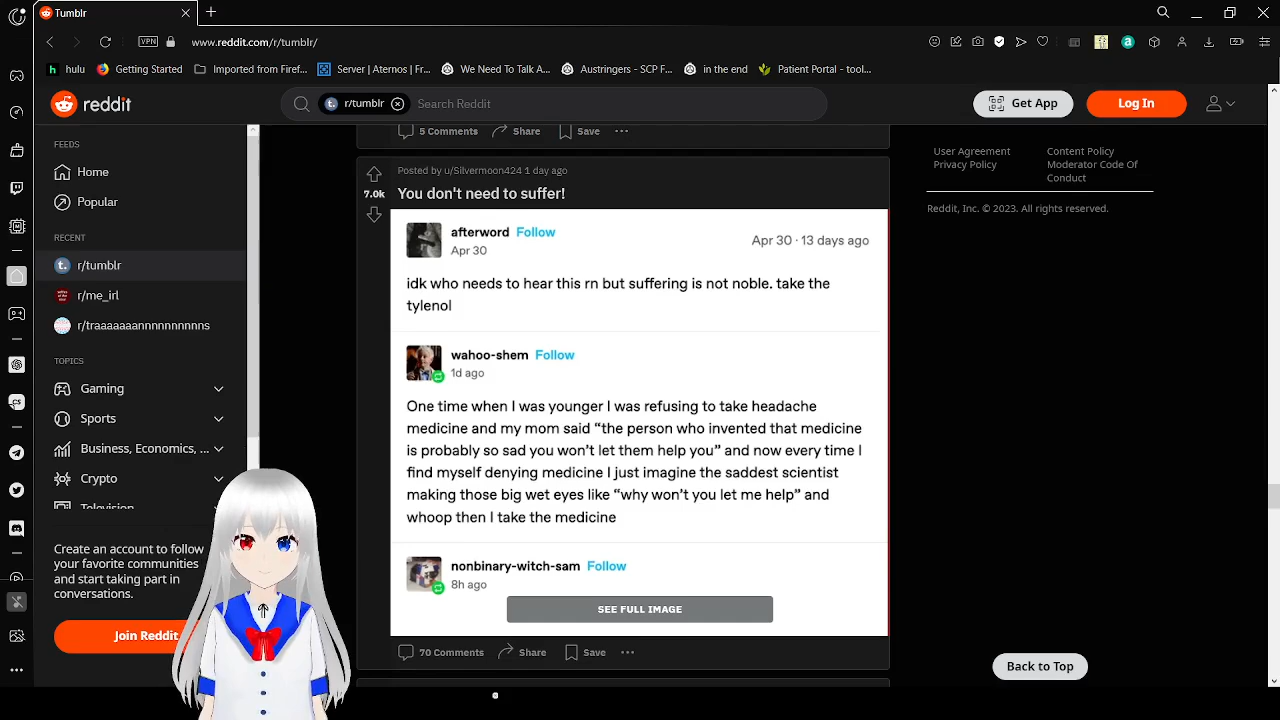 Tumblr
VPN
www.reddit.com/r/tumblr/
hulu
Getting Started
Imported from Firef...
Server | Aternos | Fr...
We Need To Talk A...
Austringers - SCP F...
in the end
Patient Portal - tool...
reddit
r/tumblr
Search Reddit
Get App
Log In
FEEDS
Home
Popular
RECENT
r/tumblr
r/me_irl
r/traaaaaaannnnnnnnnns
TOPICS
Gaming
Sports
Business, Economics, ...
Crypto
Television
Create an account to follow
your favorite communities
and start taking part in
conversations.
Join Reddit
5 Comments
Share
Save
7.0k
Posted by u/Silvermoon424 1 day ago
You don't need to suffer!
afterword Follow
Apr 30
Apr 30 · 13 days ago
idk who needs to hear this rn but suffering is not noble. take the
tylenol
wahoo-shem Follow
1d ago
One time when I was younger I was refusing to take headache
medicine and my mom said “the person who invented that medicine
is probably so sad you won’t let them help you” and now every time I
find myself denying medicine I just imagine the saddest scientist
making those big wet eyes like “why won’t you let me help” and
whoop then I take the medicine
nonbinary-witch-sam Follow
8h ago
SEE FULL IMAGE
70 Comments
Share
Save
User Agreement
Privacy Policy
Content Policy
Moderator Code Of
Conduct
Reddit, Inc. © 2023. All rights reserved.
Back to Top